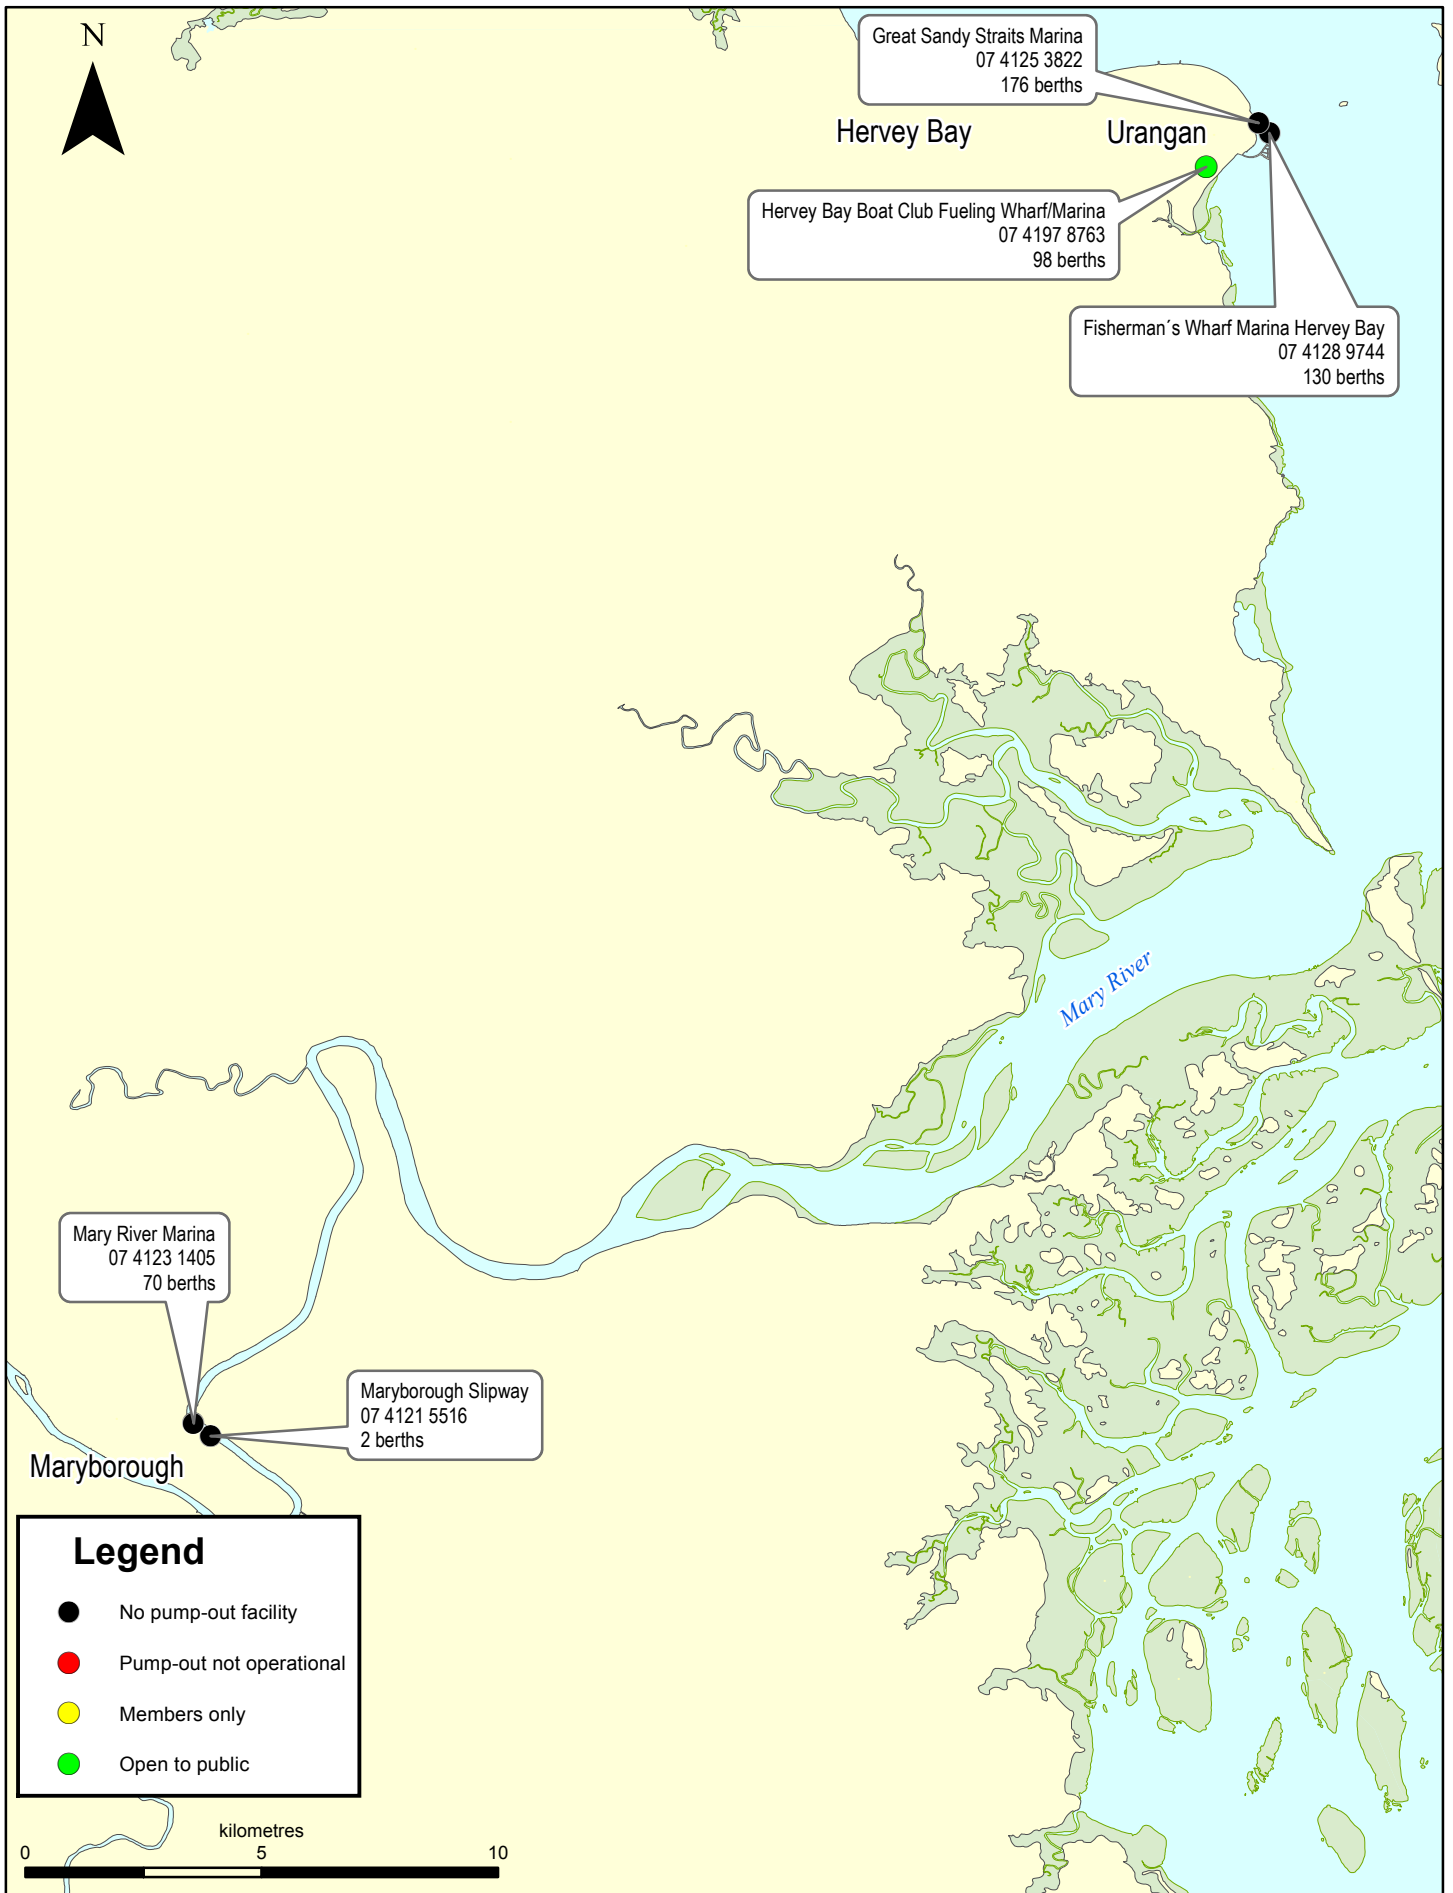 N
Great Sandy Straits Marina
07 4125 3822
176 berths
Hervey Bay
Urangan
Hervey Bay Boat Club Fueling Wharf/Marina
07 4197 8763
98 berths
Fisherman´s Wharf Marina Hervey Bay
07 4128 9744
130 berths
Mary River
Mary River Marina
07 4123 1405
70 berths
Maryborough Slipway
07 4121 5516
2 berths
Maryborough
Legend
No pump-out facility
Pump-out not operational
Members only
Open to public
kilometres
0 5 10